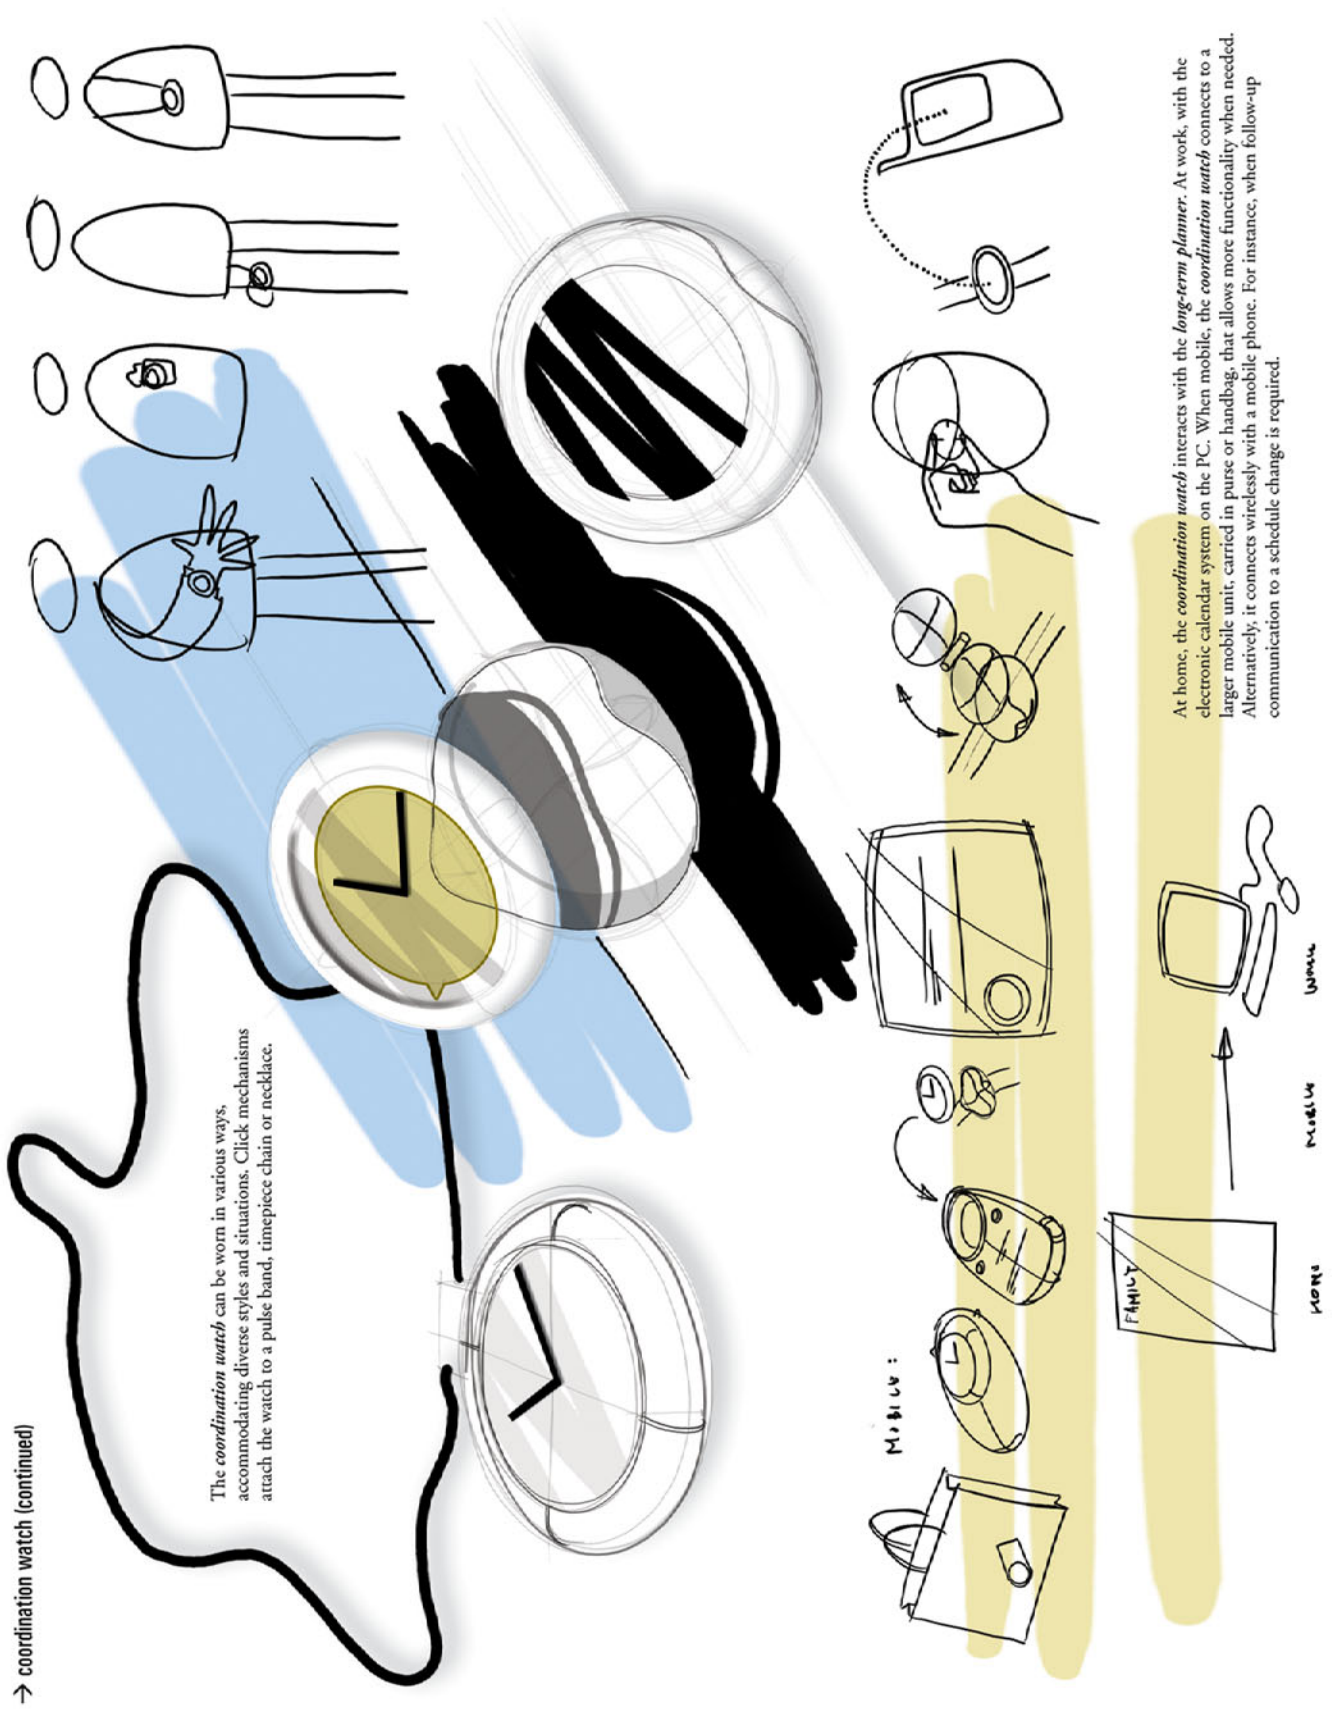 → coordination watch (continued)
The coordination watch can be worn in various ways,
accommodating diverse styles and situations. Click mechanisms
attach the watch to a pulse band, timepiece chain or necklace.
MOBILE:
FAMILY
HOME
MOBILE
WORK
At home, the coordination watch interacts with the long-term planner. At work, with the
electronic calendar system on the PC. When mobile, the coordination watch connects to a
larger mobile unit, carried in purse or handbag, that allows more functionality when needed.
Alternatively, it connects wirelessly with a mobile phone. For instance, when follow-up
communication to a schedule change is required.